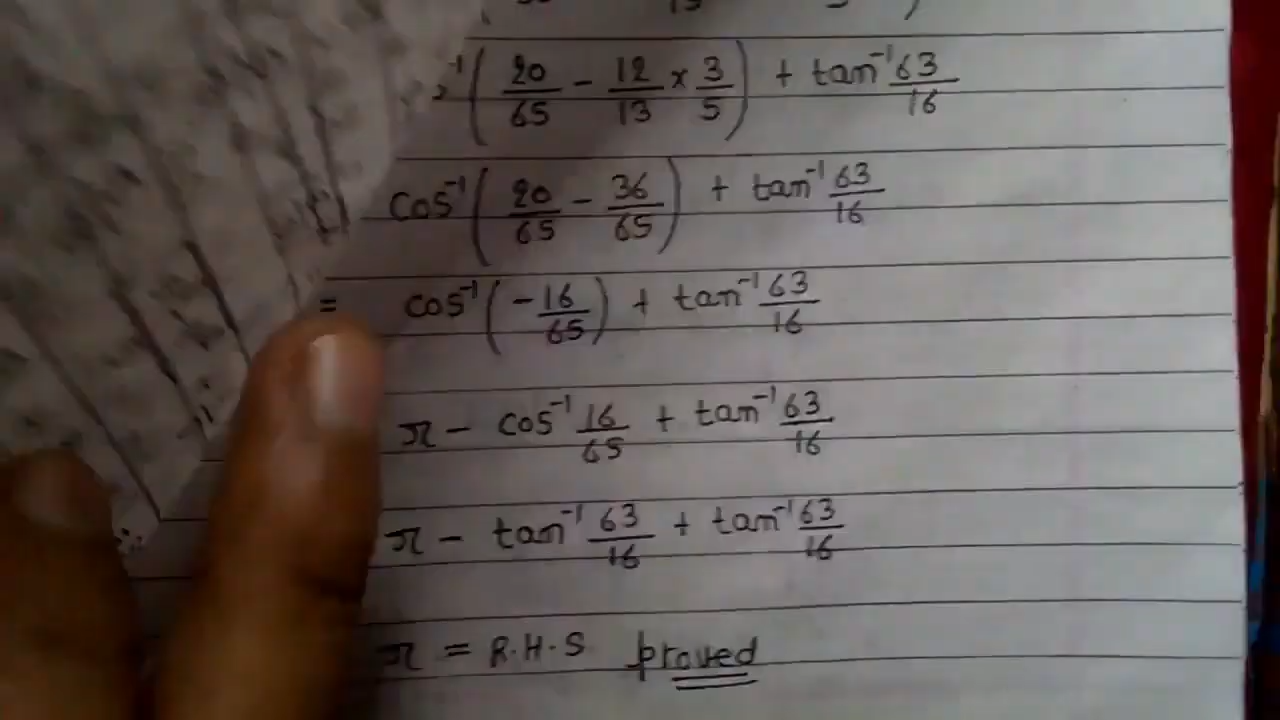 ⁻¹(20/65 - 12/13 × 3/5) + tan⁻¹ 63/16
cos⁻¹(20/65 - 36/65) + tan⁻¹ 63/16
= cos⁻¹(-16/65) + tan⁻¹ 63/16
π - cos⁻¹ 16/65 + tan⁻¹ 63/16
π - tan⁻¹ 63/16 + tan⁻¹ 63/16
π = R.H.S proved